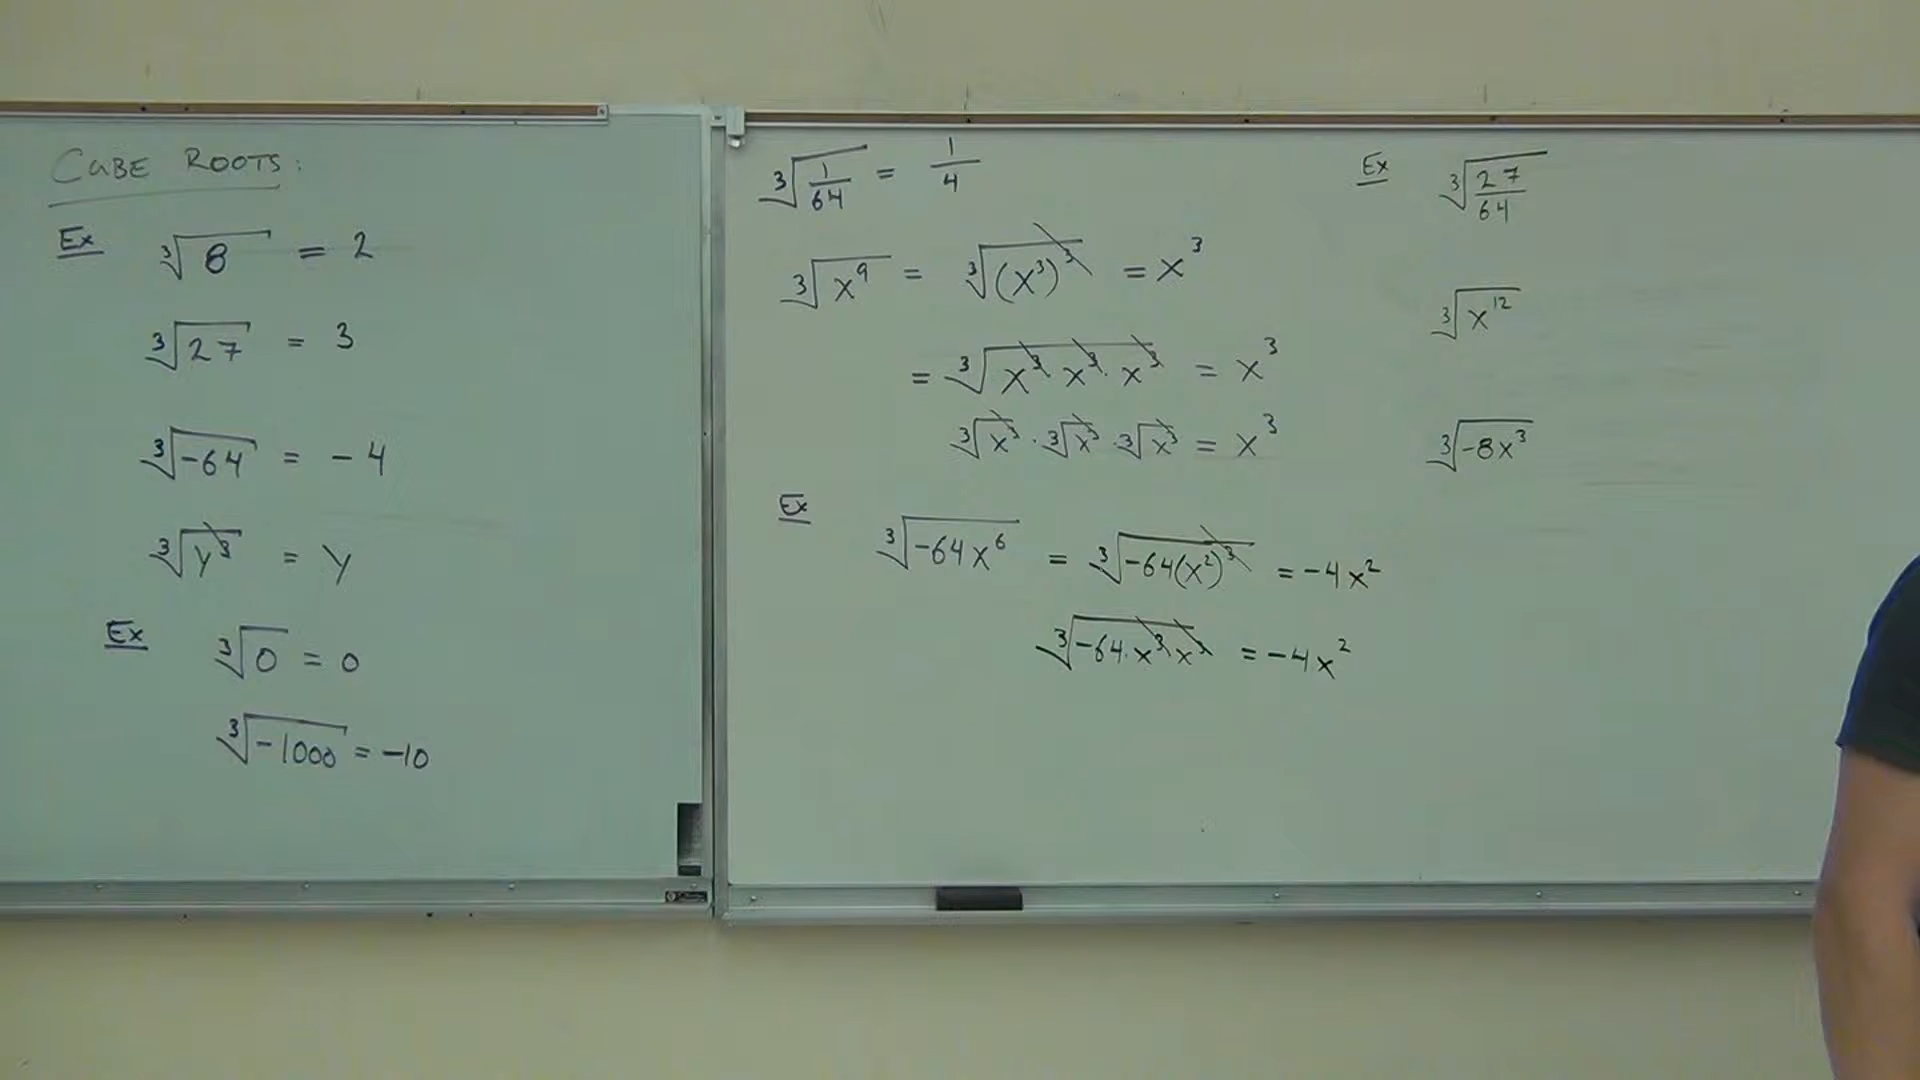 CUBE ROOTS:
Ex ∛8 = 2
∛27 = 3
∛-64 = -4
∛y³ = y
Ex ∛0 = 0
∛-1000 = -10
∛(1/64) = 1/4
∛x⁹ = ∛(x³)³ = x³
= ∛x³·x³·x³ = x³
∛x³ · ∛x³ · ∛x³ = x³
Ex
∛-64x⁶ = ∛-64(x²)³ = -4x²
∛-64·x³x³ = -4x²
Ex ∛(27/64)
∛x¹²
∛-8x³